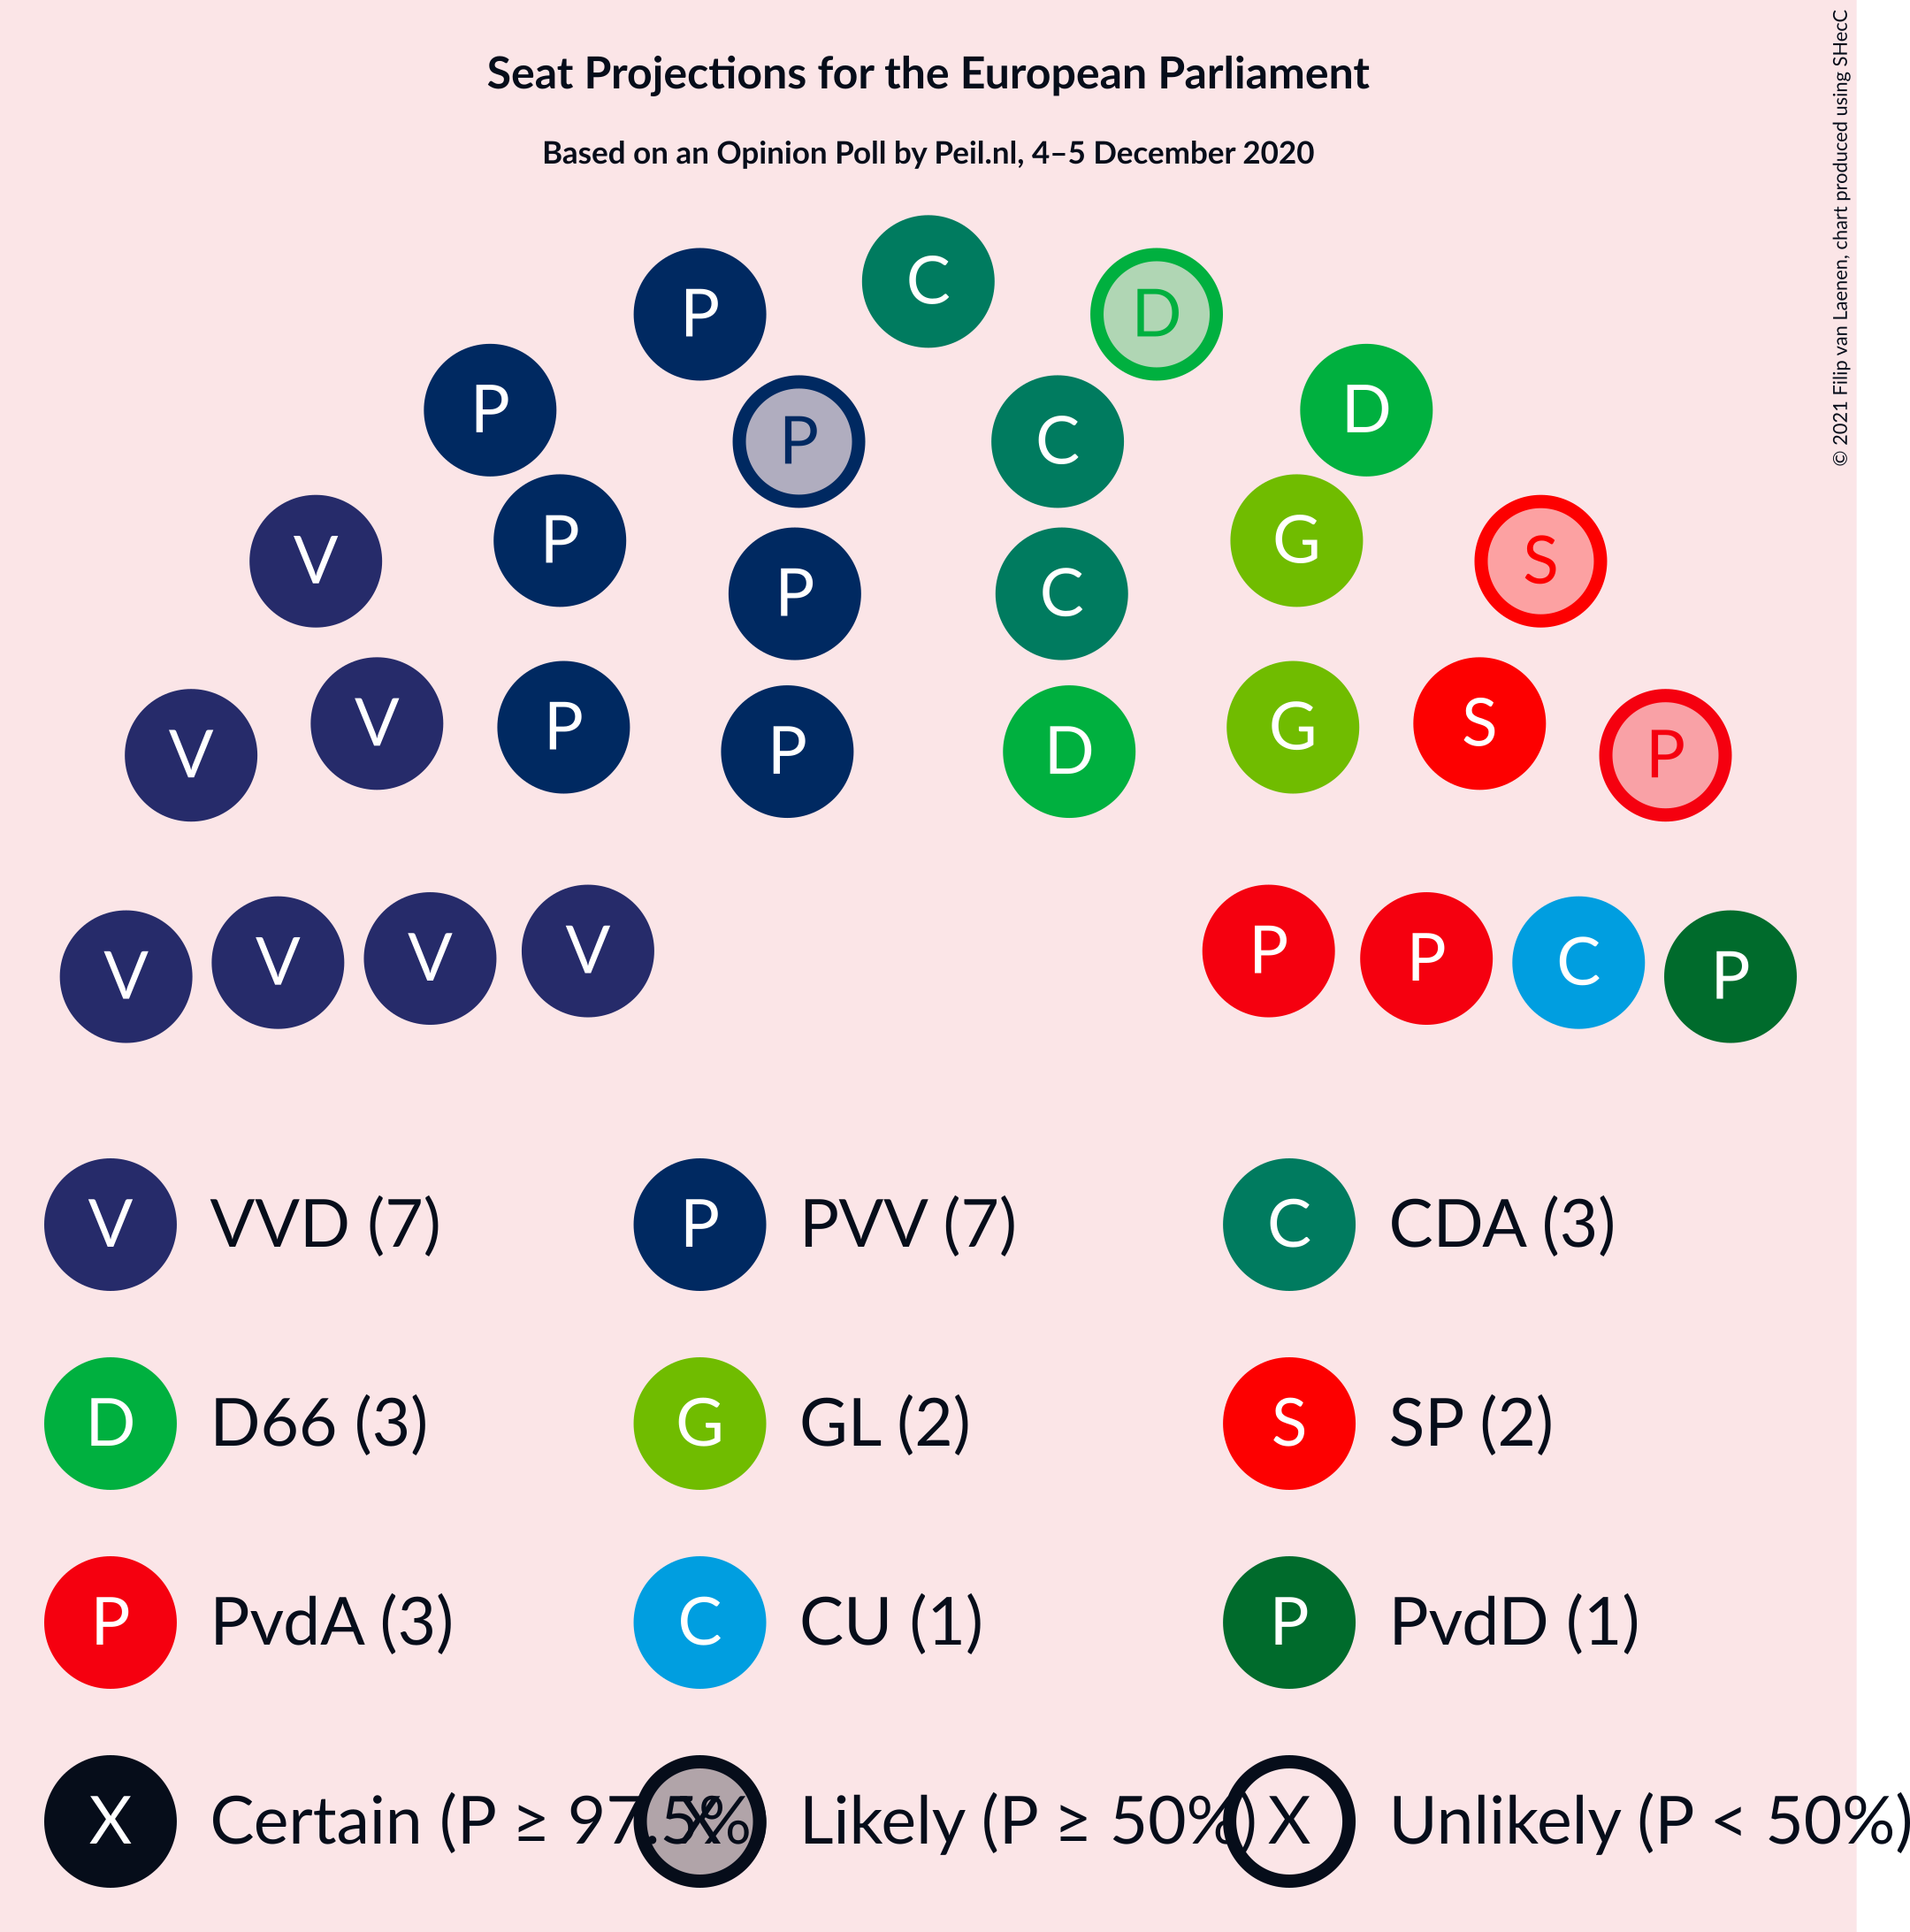 Seat Projections for the European Parliament
Based on an Opinion Poll by Peil.nl, 4–5 December 2020
© 2021 Filip van Laenen, chart produced using SHecC
C
P D
P D
P C
P G
V S
P C
V P
V S
P G
P D
V P
V P
V P
V C
V P
V VVD (7) P PVV (7) C CDA (3)
D D66 (3) G GL (2) S SP (2)
P PvdA (3) C CU (1) P PvdD (1)
X Certain (P ≥ 97.5% X Likely (P ≥ 50%) X Unlikely (P < 50%)